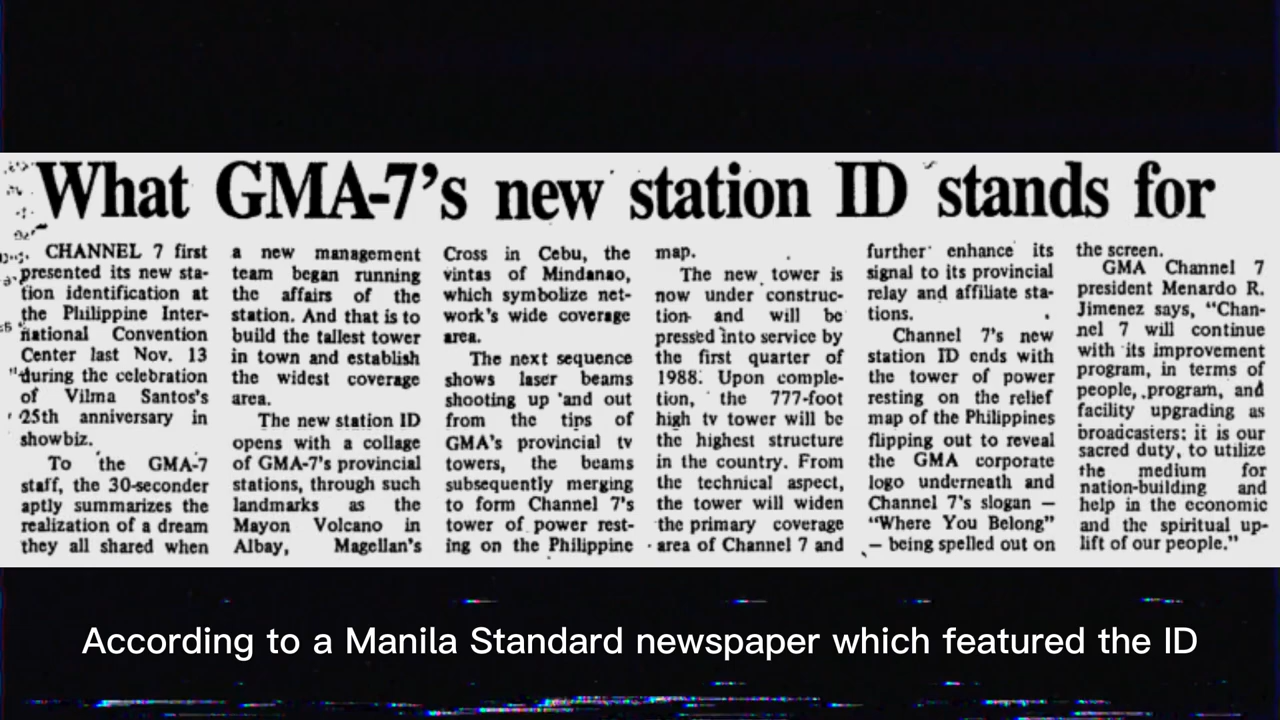 What GMA-7's new station ID stands for
CHANNEL 7 first
presented its new sta-
tion identification at
the Philippine Inter-
national Convention
Center last Nov. 13
during the celebration
of Vilma Santos's
25th anniversary in
showbiz.
To the GMA-7
staff, the 30-seconder
aptly summarizes the
realization of a dream
they all shared when
a new management
team began running
the affairs of the
station. And that is to
build the tallest tower
in town and establish
the widest coverage
area.
The new station ID
opens with a collage
of GMA-7's provincial
stations, through such
landmarks as the
Mayon Volcano in
Albay, Magellan's
Cross in Cebu, the
vintas of Mindanao,
which symbolize net-
work's wide coverage
area.
The next sequence
shows laser beams
shooting up and out
from the tips of
GMA's provincial tv
towers, the beams
subsequently merging
to form Channel 7's
tower of power rest-
ing on the Philippine
map.
The new tower is
now under construc-
tion and will be
pressed into service by
the first quarter of
1988. Upon comple-
tion, the 777-foot
high tv tower will be
the highest structure
in the country. From
the technical aspect,
the tower will widen
the primary coverage
area of Channel 7 and
further enhance its
signal to its provincial
relay and affiliate sta-
tions.
Channel 7's new
station ID ends with
the tower of power
resting on the relief
map of the Philippines
flipping out to reveal
the GMA corporate
logo underneath and
Channel 7's slogan —
"Where You Belong"
— being spelled out on
the screen.
GMA Channel 7
president Menardo R.
Jimenez says, "Chan-
nel 7 will continue
with its improvement
program, in terms of
people, program, and
facility upgrading as
broadcasters: it is our
sacred duty, to utilize
the medium for
nation-building and
help in the economic
and the spiritual up-
lift of our people."
According to a Manila Standard newspaper which featured the ID